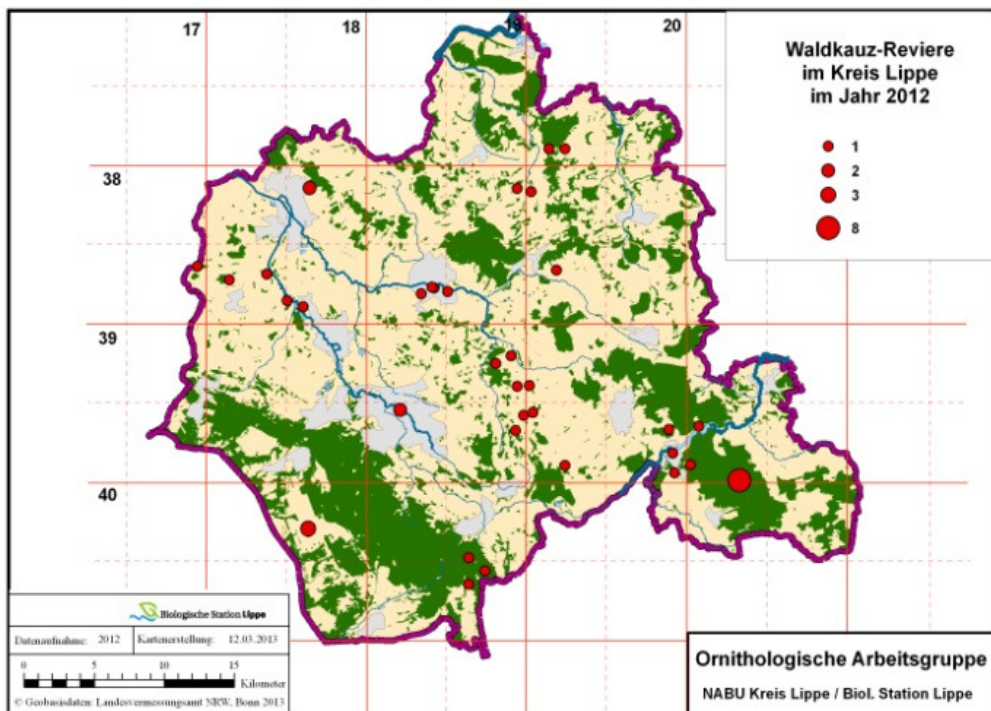 17 18 19 20
Waldkauz-Reviere
im Kreis Lippe
im Jahr 2012
1
2
3
8
38
39
40
Biologische Station Lippe
Datenaufnahme: 2012 Kartenerstellung: 12.03.2013
0 5 10 15
Kilometer
© Geobasisdaten: Landesvermessungsamt NRW, Bonn 2013
Ornithologische Arbeitsgruppe
NABU Kreis Lippe / Biol. Station Lippe